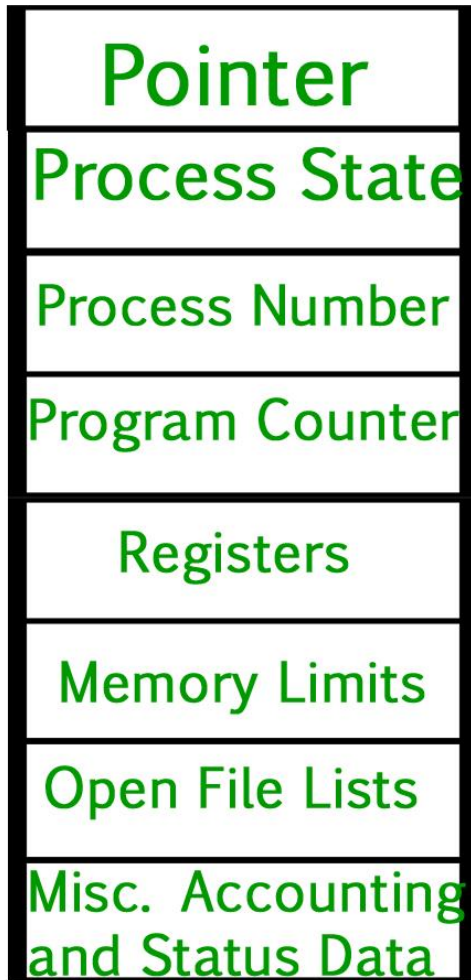 Pointer
Process State
Process Number
Program Counter
Registers
Memory Limits
Open File Lists
Misc. Accounting
and Status Data